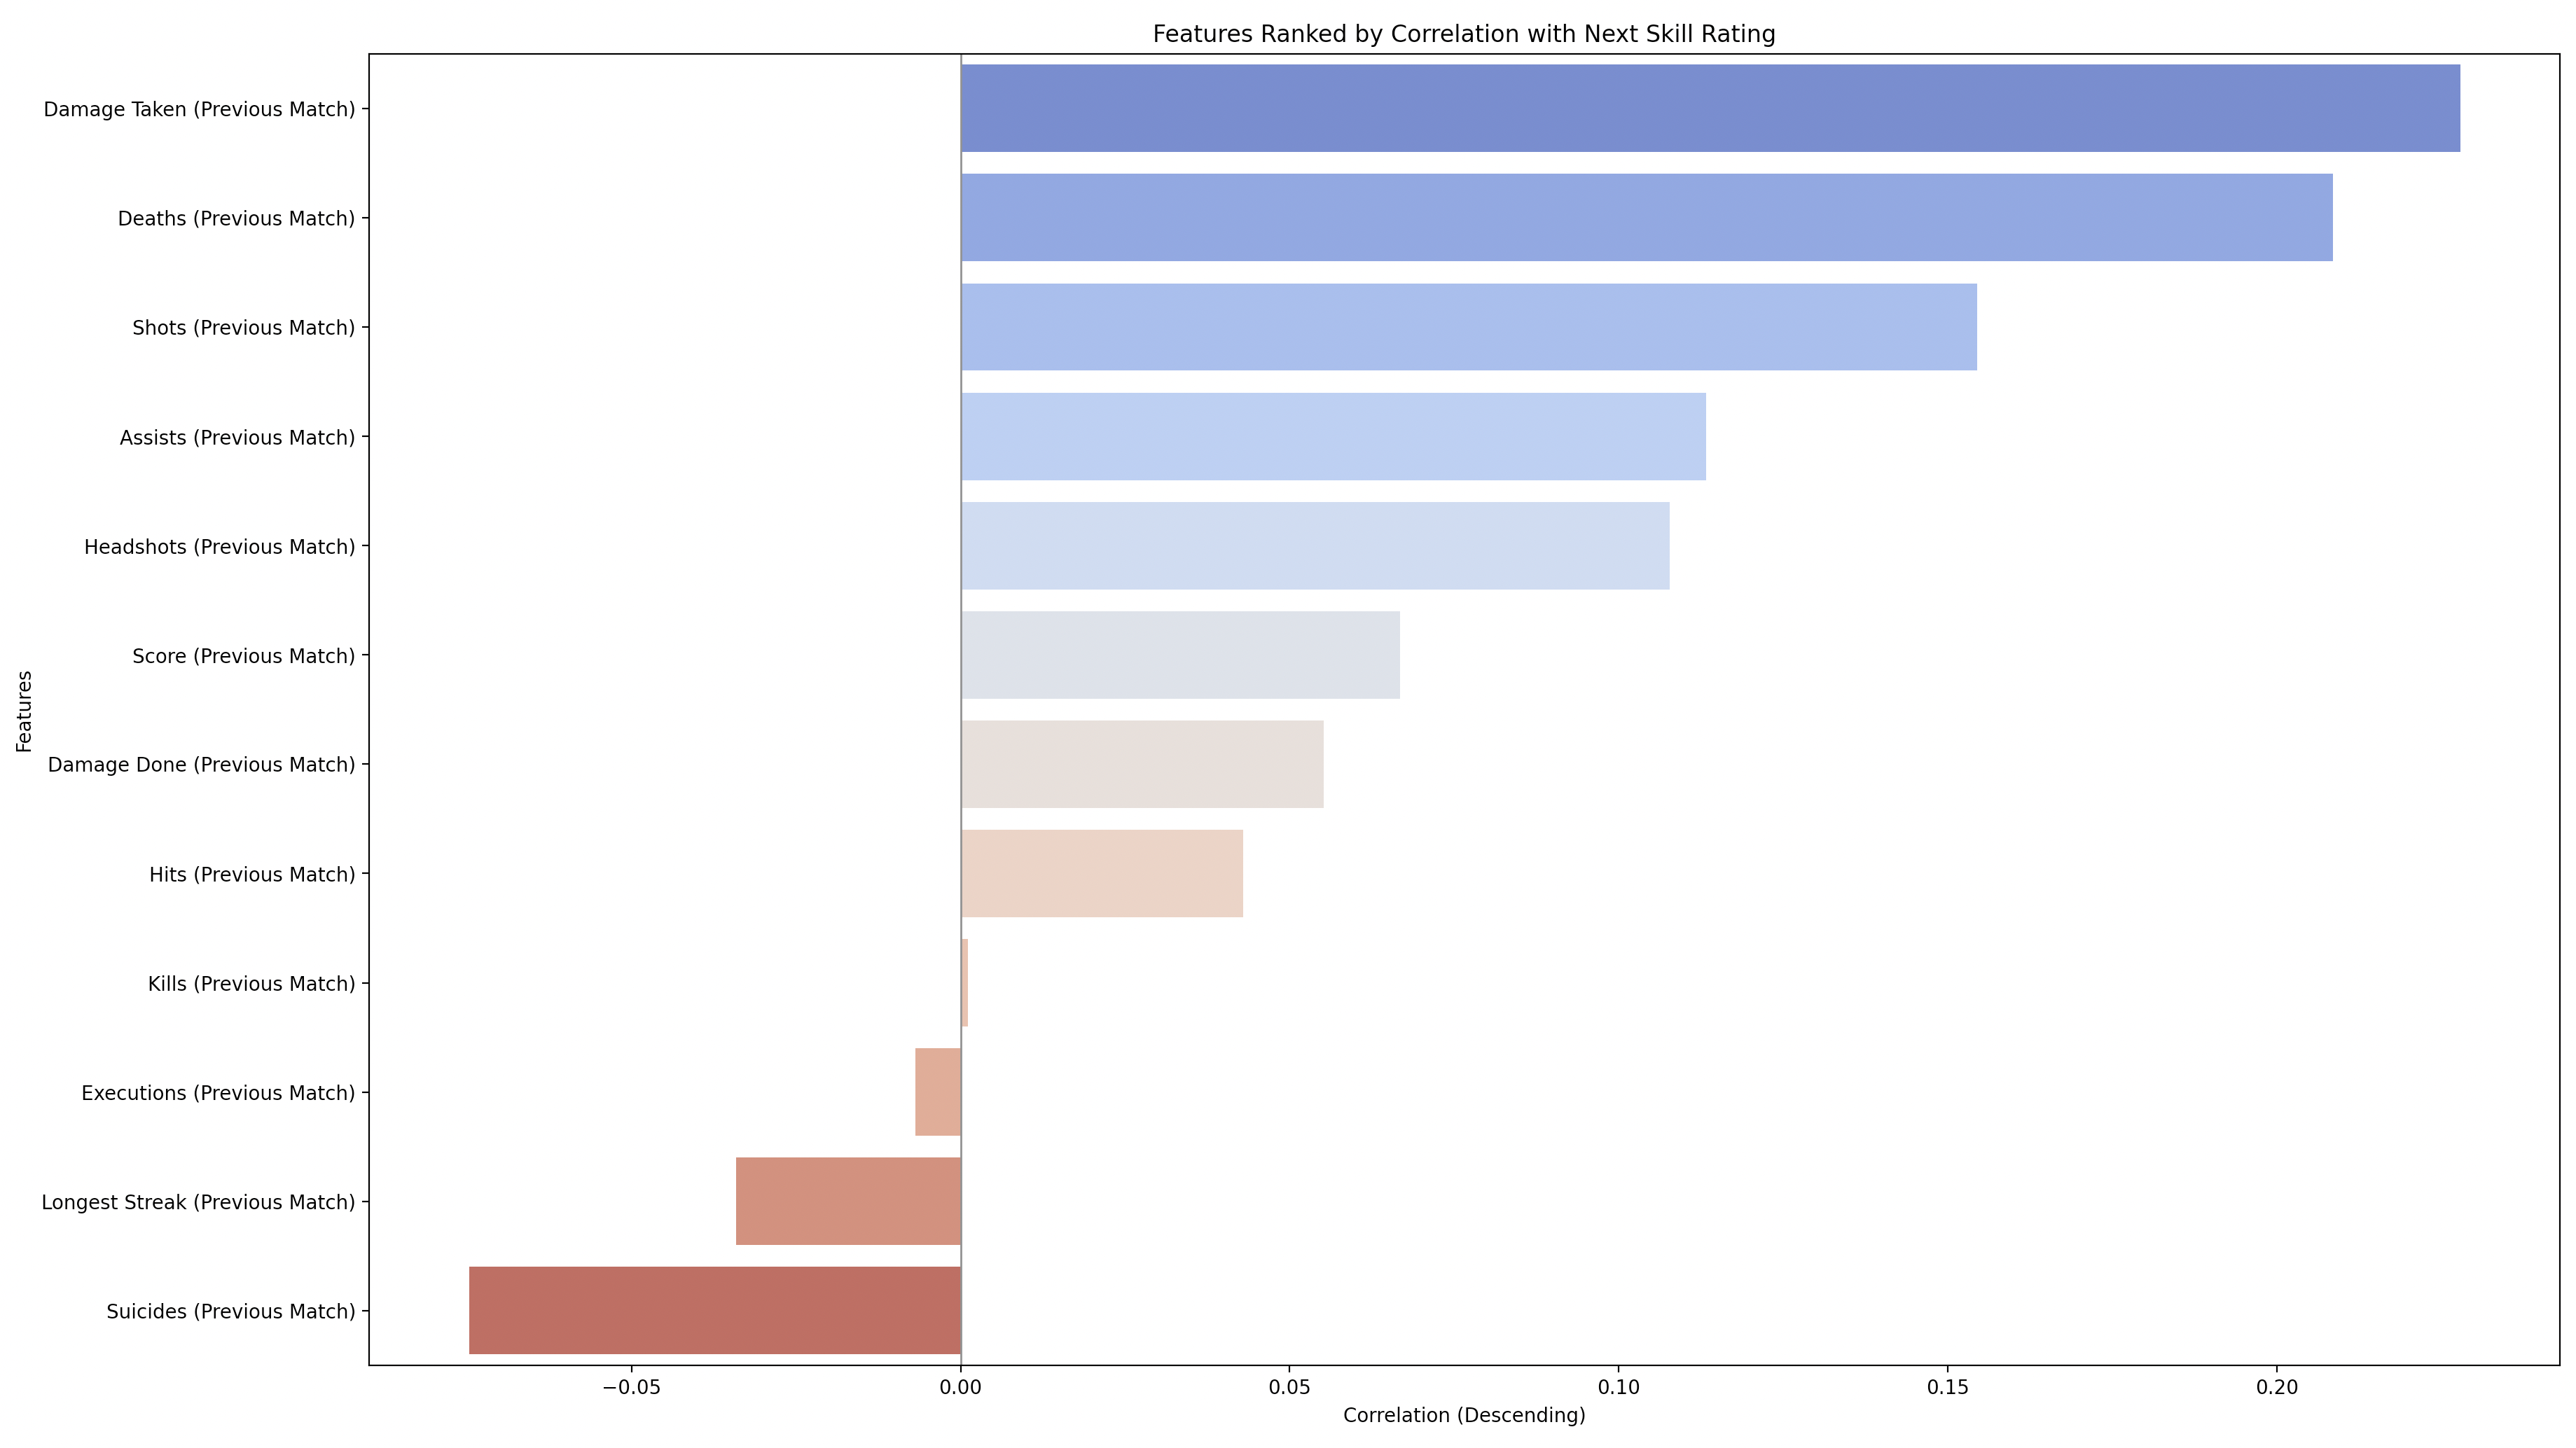 Features Ranked by Correlation with Next Skill Rating
Features
Damage Taken (Previous Match)
Deaths (Previous Match)
Shots (Previous Match)
Assists (Previous Match)
Headshots (Previous Match)
Score (Previous Match)
Damage Done (Previous Match)
Hits (Previous Match)
Kills (Previous Match)
Executions (Previous Match)
Longest Streak (Previous Match)
Suicides (Previous Match)
−0.05 0.00 0.05 0.10 0.15 0.20
Correlation (Descending)